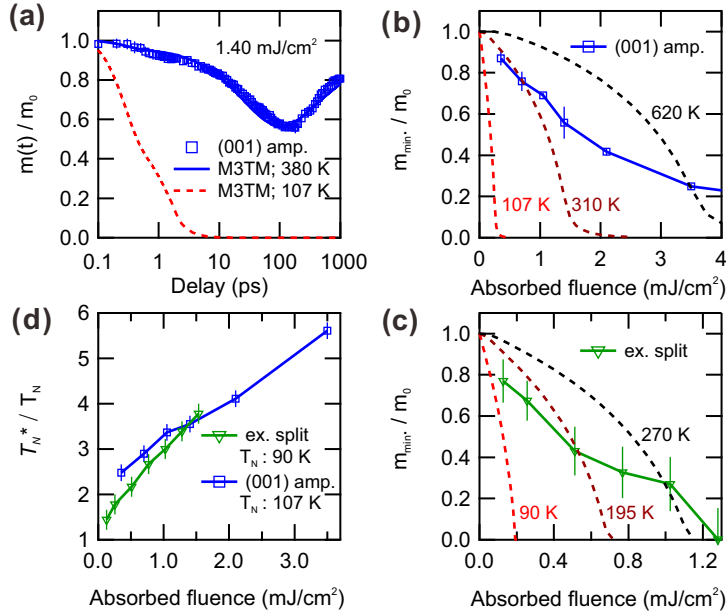 (a)
1.0
0.8
0.6
0.4
0.2
0.0
m(t) / m0
1.40 mJ/cm²
(001) amp.
M3TM; 380 K
M3TM; 107 K
0.1
1
10
100
1000
Delay (ps)
(b)
1.0
0.8
0.6
0.4
0.2
0.0
mmin. / m0
(001) amp.
620 K
107 K
310 K
0
1
2
3
4
Absorbed fluence (mJ/cm²)
(d)
6
5
4
3
2
1
TN* / TN
ex. split
TN : 90 K
(001) amp.
TN : 107 K
0.0
1.0
2.0
3.0
Absorbed fluence (mJ/cm²)
(c)
1.0
0.8
0.6
0.4
0.2
0.0
mmin. / m0
ex. split
270 K
90 K
195 K
0.0
0.4
0.8
1.2
Absorbed fluence (mJ/cm²)